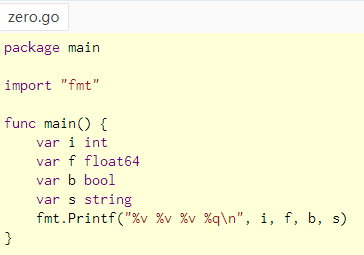 zero.go
package main
import "fmt"
func main() {
    var i int
    var f float64
    var b bool
    var s string
    fmt.Printf("%v %v %v %q\n", i, f, b, s)
}